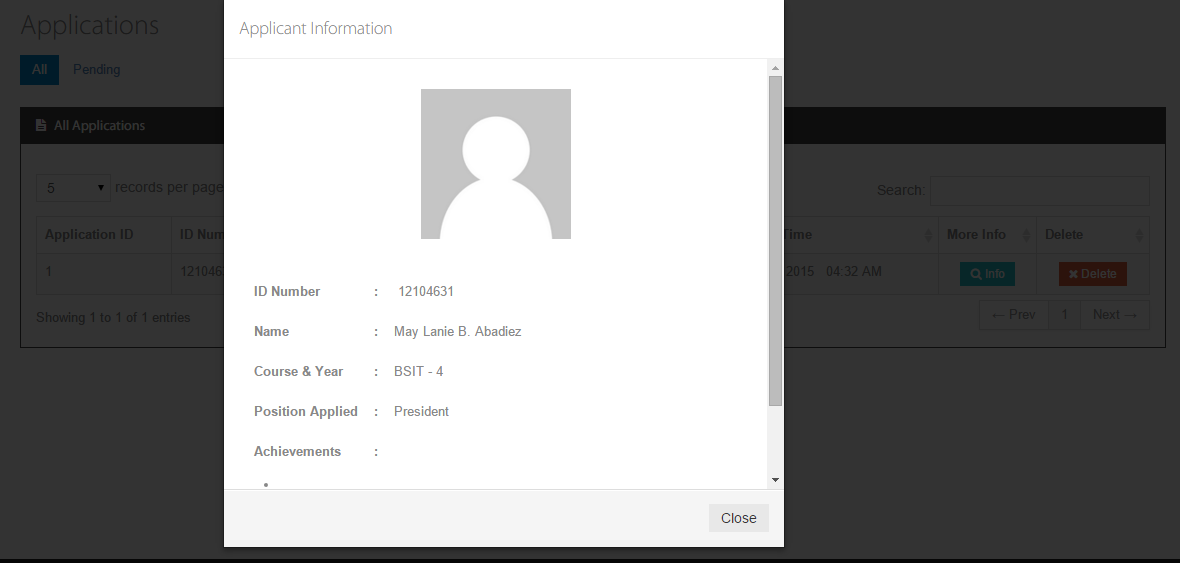 Applications
All Pending
Applicant Information
All Applications
5 records per page
Search:
Application ID ID Num Time More Info Delete
1 121046 2015 04:32 AM Info Delete
Showing 1 to 1 of 1 entries
← Prev 1 Next →
ID Number : 12104631
Name : May Lanie B. Abadiez
Course & Year : BSIT - 4
Position Applied : President
Achievements :
Close